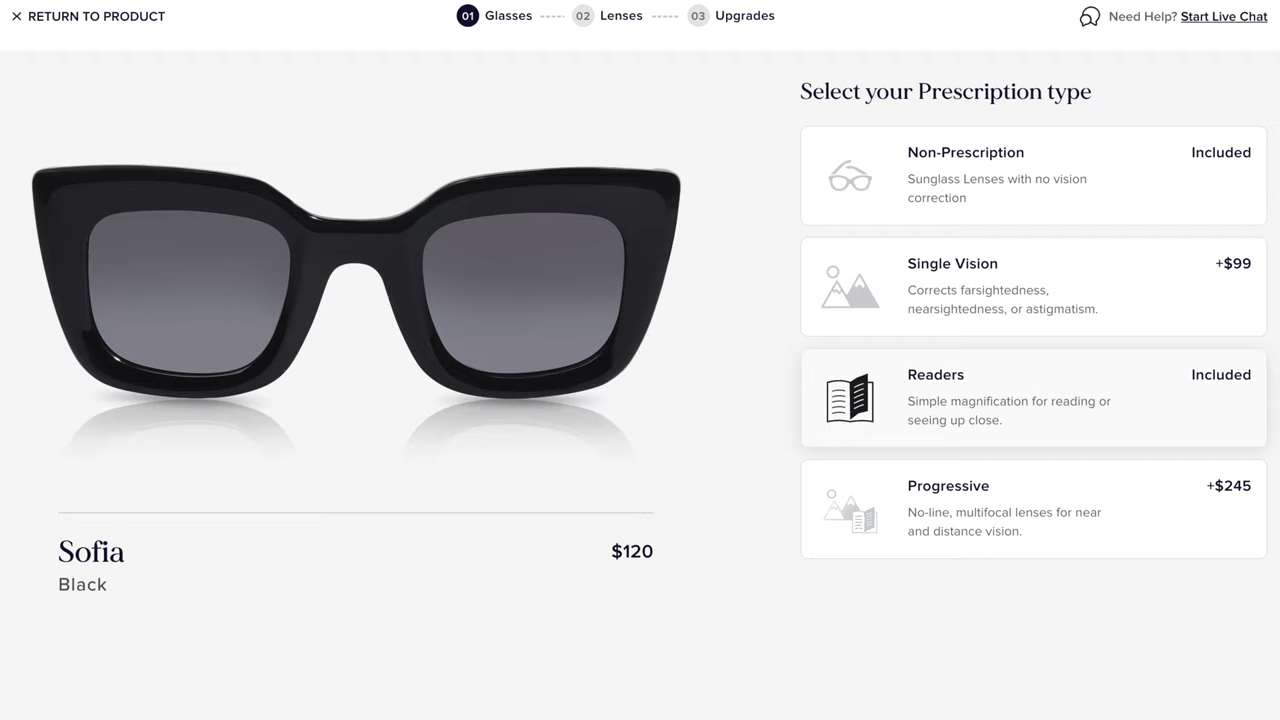 × RETURN TO PRODUCT
01 Glasses 02 Lenses 03 Upgrades
Need Help? Start Live Chat
Select your Prescription type
Non-Prescription Included
Sunglass Lenses with no vision
correction
Single Vision +$99
Corrects farsightedness,
nearsightedness, or astigmatism.
Readers Included
Simple magnification for reading or
seeing up close.
Progressive +$245
No-line, multifocal lenses for near
and distance vision.
Sofia $120
Black